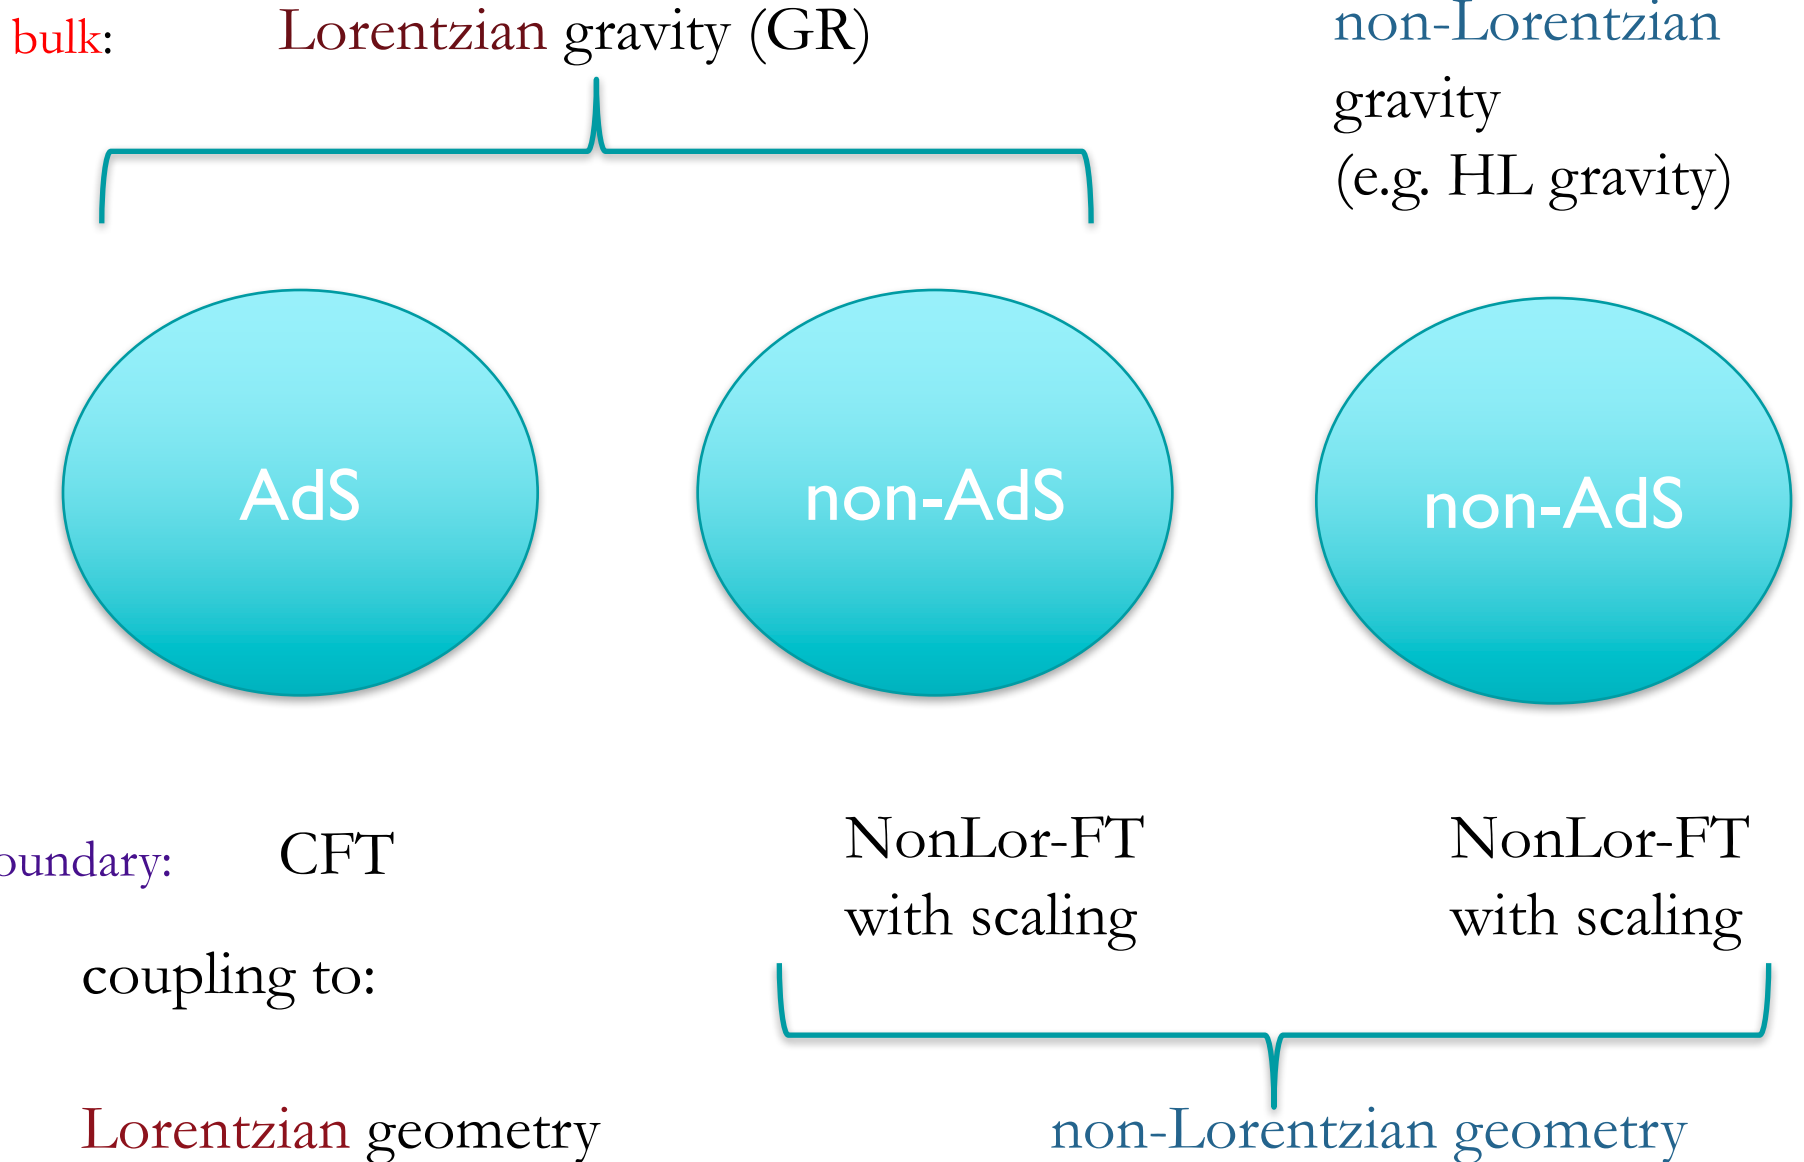 bulk:
Lorentzian gravity (GR)
non-Lorentzian
gravity
(e.g. HL gravity)
AdS
non-AdS
non-AdS
oundary:
CFT
NonLor-FT
with scaling
NonLor-FT
with scaling
coupling to:
Lorentzian geometry
non-Lorentzian geometry